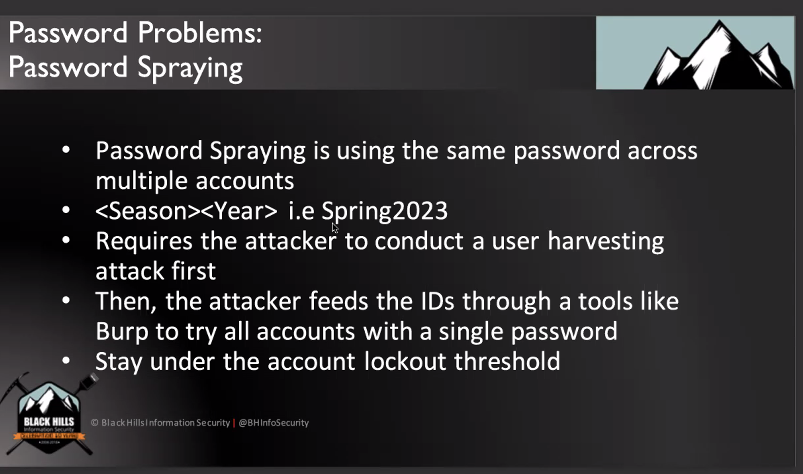 Password Problems:
Password Spraying
• Password Spraying is using the same password across
multiple accounts
• <Season><Year> i.e Spring2023
• Requires the attacker to conduct a user harvesting
attack first
• Then, the attacker feeds the IDs through a tools like
Burp to try all accounts with a single password
• Stay under the account lockout threshold
BLACK HILLS
Information Security
© Black Hills Information Security | @BHInfoSecurity